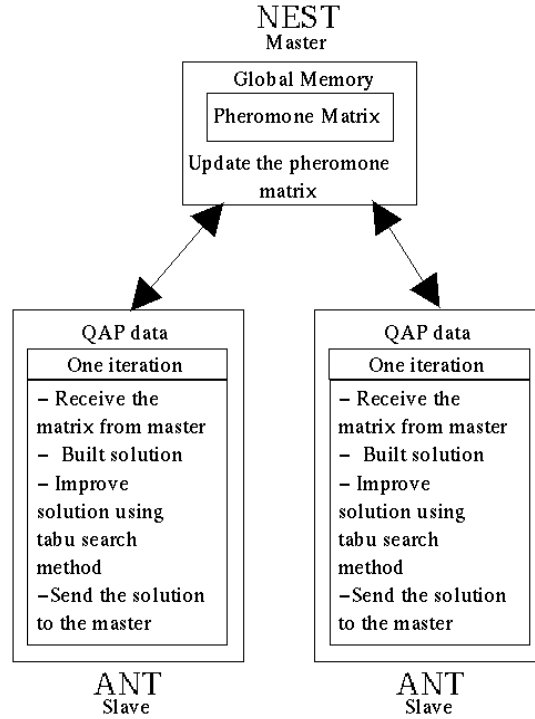 NEST
Master
Global Memory
Pheromone Matrix
Update the pheromone
matrix
QAP data
One iteration
– Receive the
matrix from master
– Built solution
– Improve
solution using
tabu search
method
–Send the solution
to the master
ANT
Slave
QAP data
One iteration
– Receive the
matrix from master
– Built solution
– Improve
solution using
tabu search
method
–Send the solution
to the master
ANT
Slave